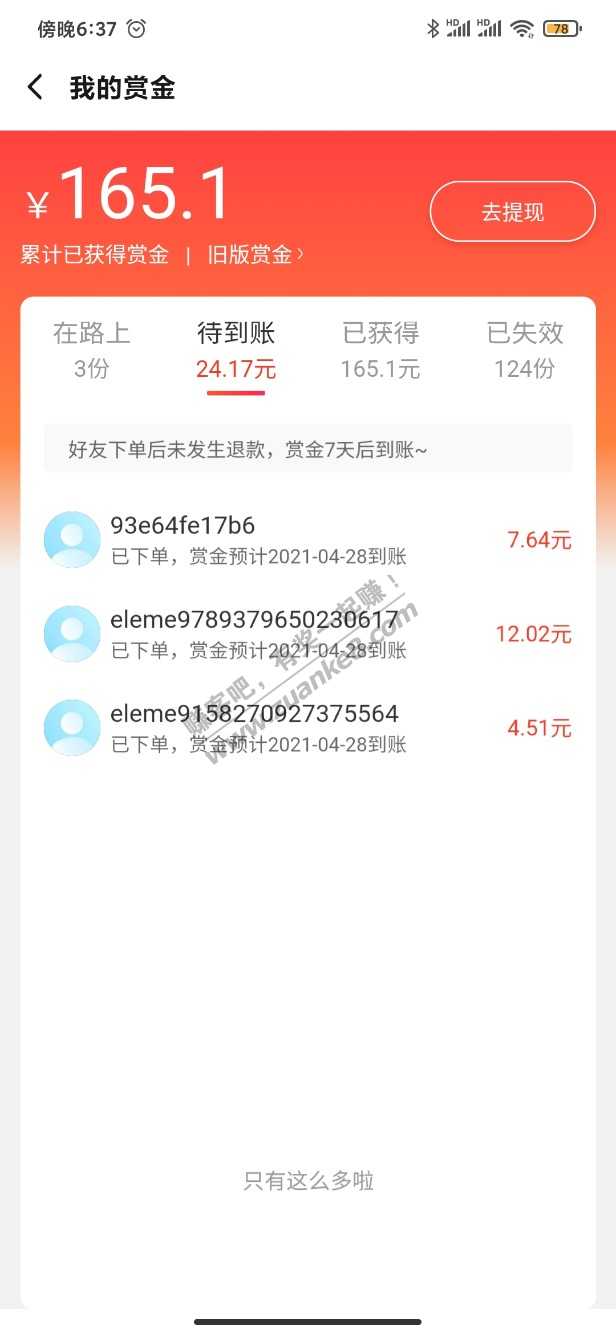 傍晚6:37
HD HD 78
我的赏金
¥165.1
去提现
累计已获得赏金 | 旧版赏金›
在路上 待到账 已获得 已失效
3份 24.17元 165.1元 124份
好友下单后未发生退款，赏金7天后到账~
93e64fe17b6
7.64元
已下单，赏金预计2021-04-28到账
eleme9789379650230617
12.02元
已下单，赏金预计2021-04-28到账
eleme9158270927375564
4.51元
已下单，赏金预计2021-04-28到账
赚客吧，有奖一起赚！
www.zuanke8.com
只有这么多啦